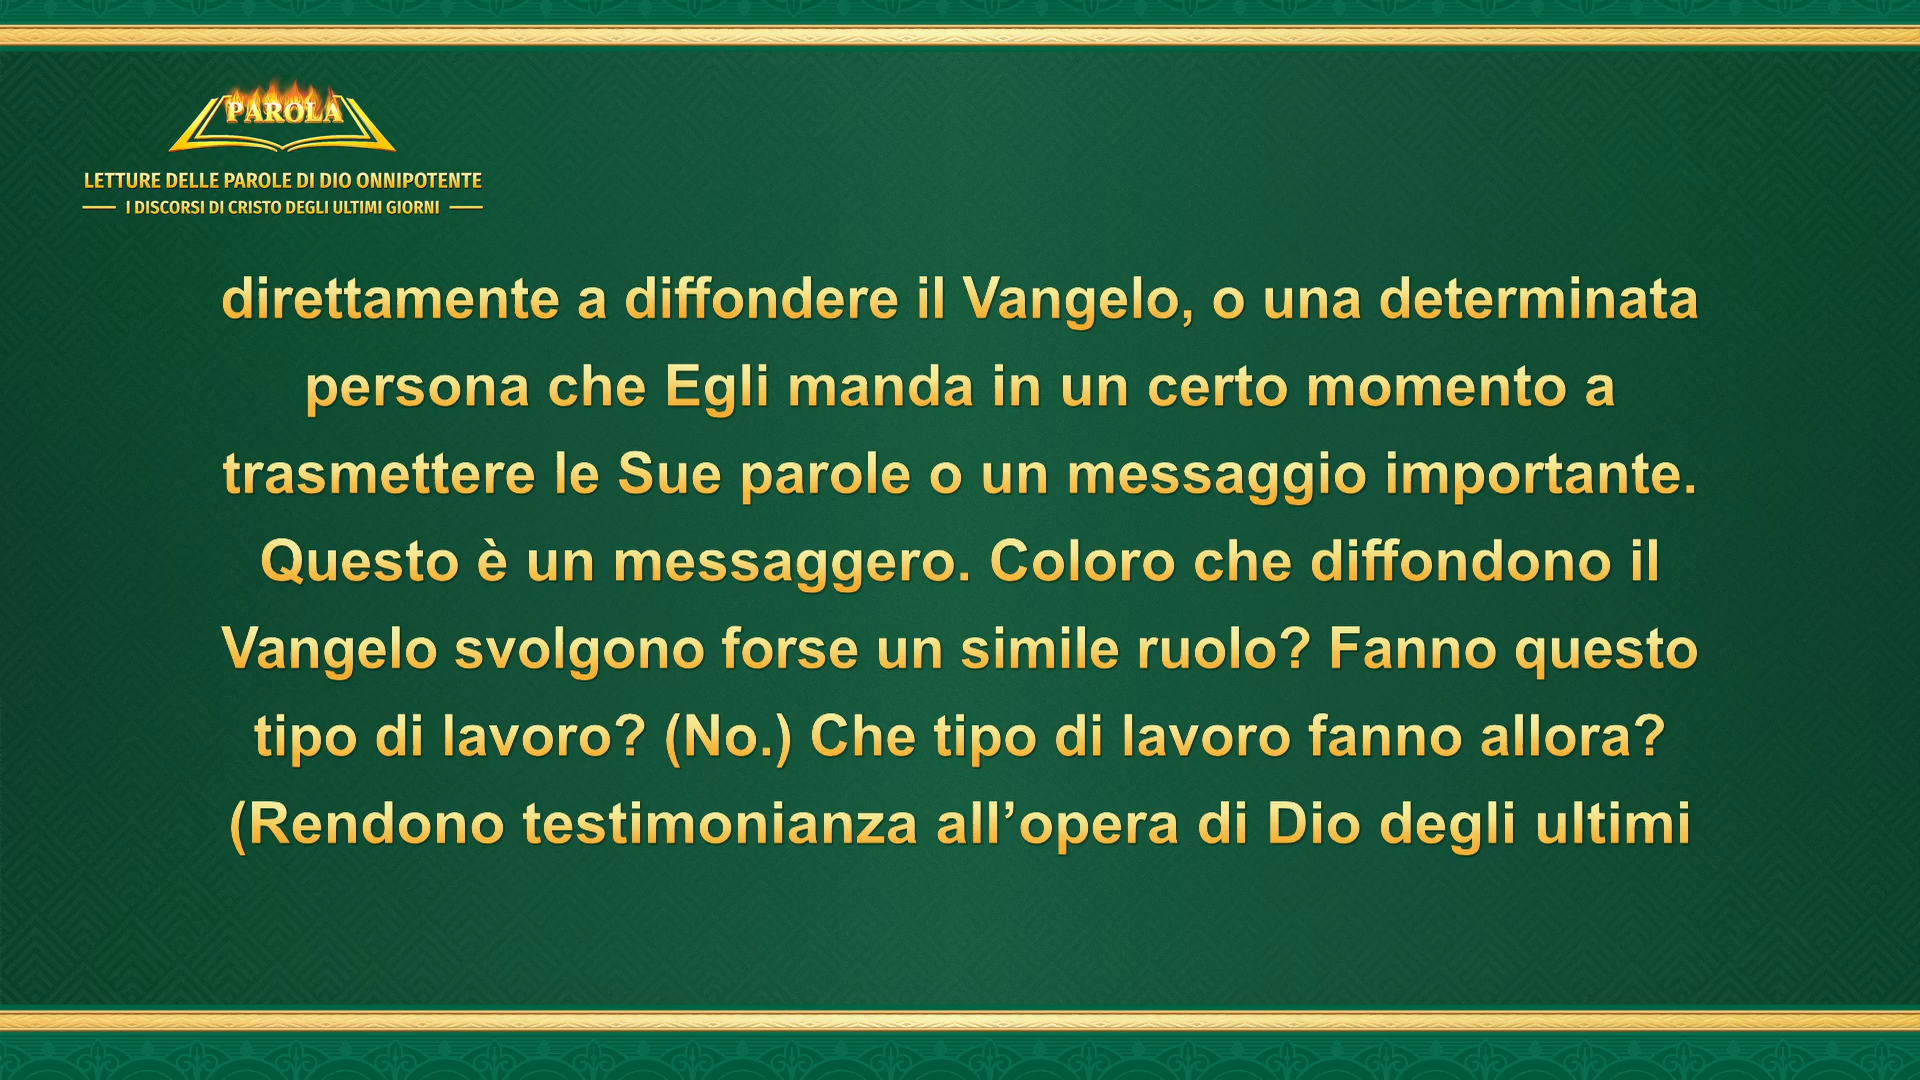 PAROLA
LETTURE DELLE PAROLE DI DIO ONNIPOTENTE
I DISCORSI DI CRISTO DEGLI ULTIMI GIORNI
direttamente a diffondere il Vangelo, o una determinata
persona che Egli manda in un certo momento a
trasmettere le Sue parole o un messaggio importante.
Questo è un messaggero. Coloro che diffondono il
Vangelo svolgono forse un simile ruolo? Fanno questo
tipo di lavoro? (No.) Che tipo di lavoro fanno allora?
(Rendono testimonianza all’opera di Dio degli ultimi